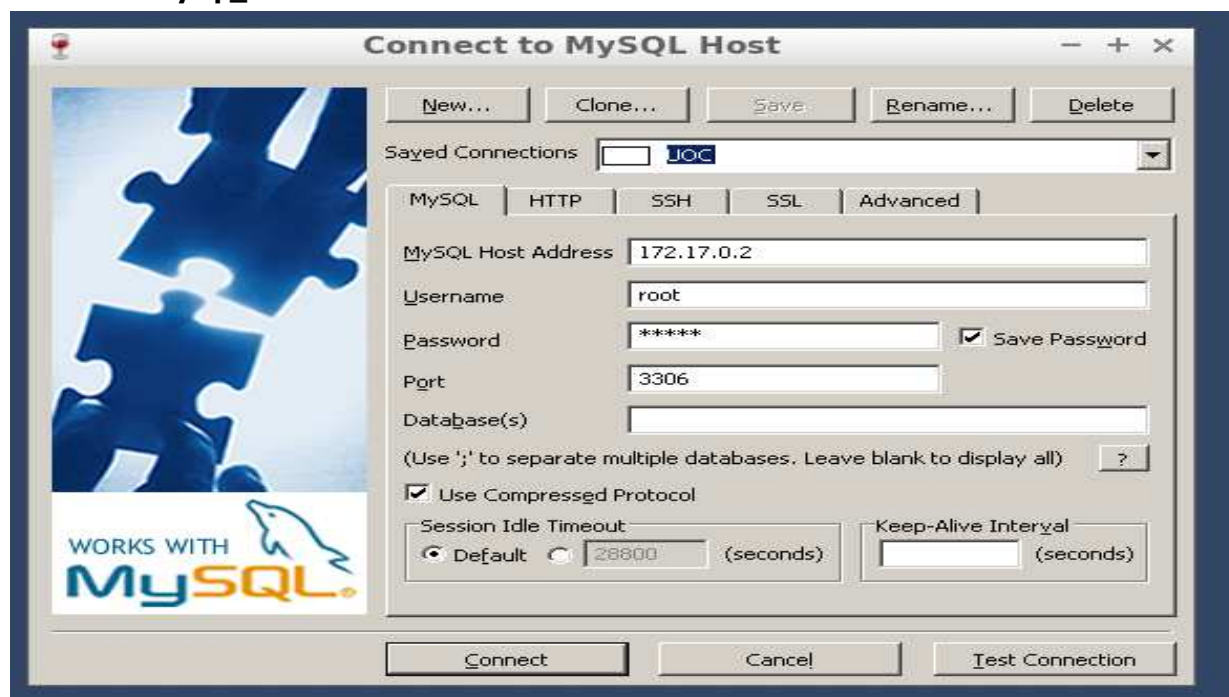 Connect to MySQL Host
New... Clone... Save Rename... Delete
Saved Connections UOC
MySQL HTTP SSH SSL Advanced
MySQL Host Address 172.17.0.2
Username root
Password ***** Save Password
Port 3306
Database(s)
(Use ';' to separate multiple databases. Leave blank to display all) ?
Use Compressed Protocol
Session Idle Timeout Keep-Alive Interval
Default 28800 (seconds) (seconds)
WORKS WITH
MySQL®
Connect Cancel Test Connection